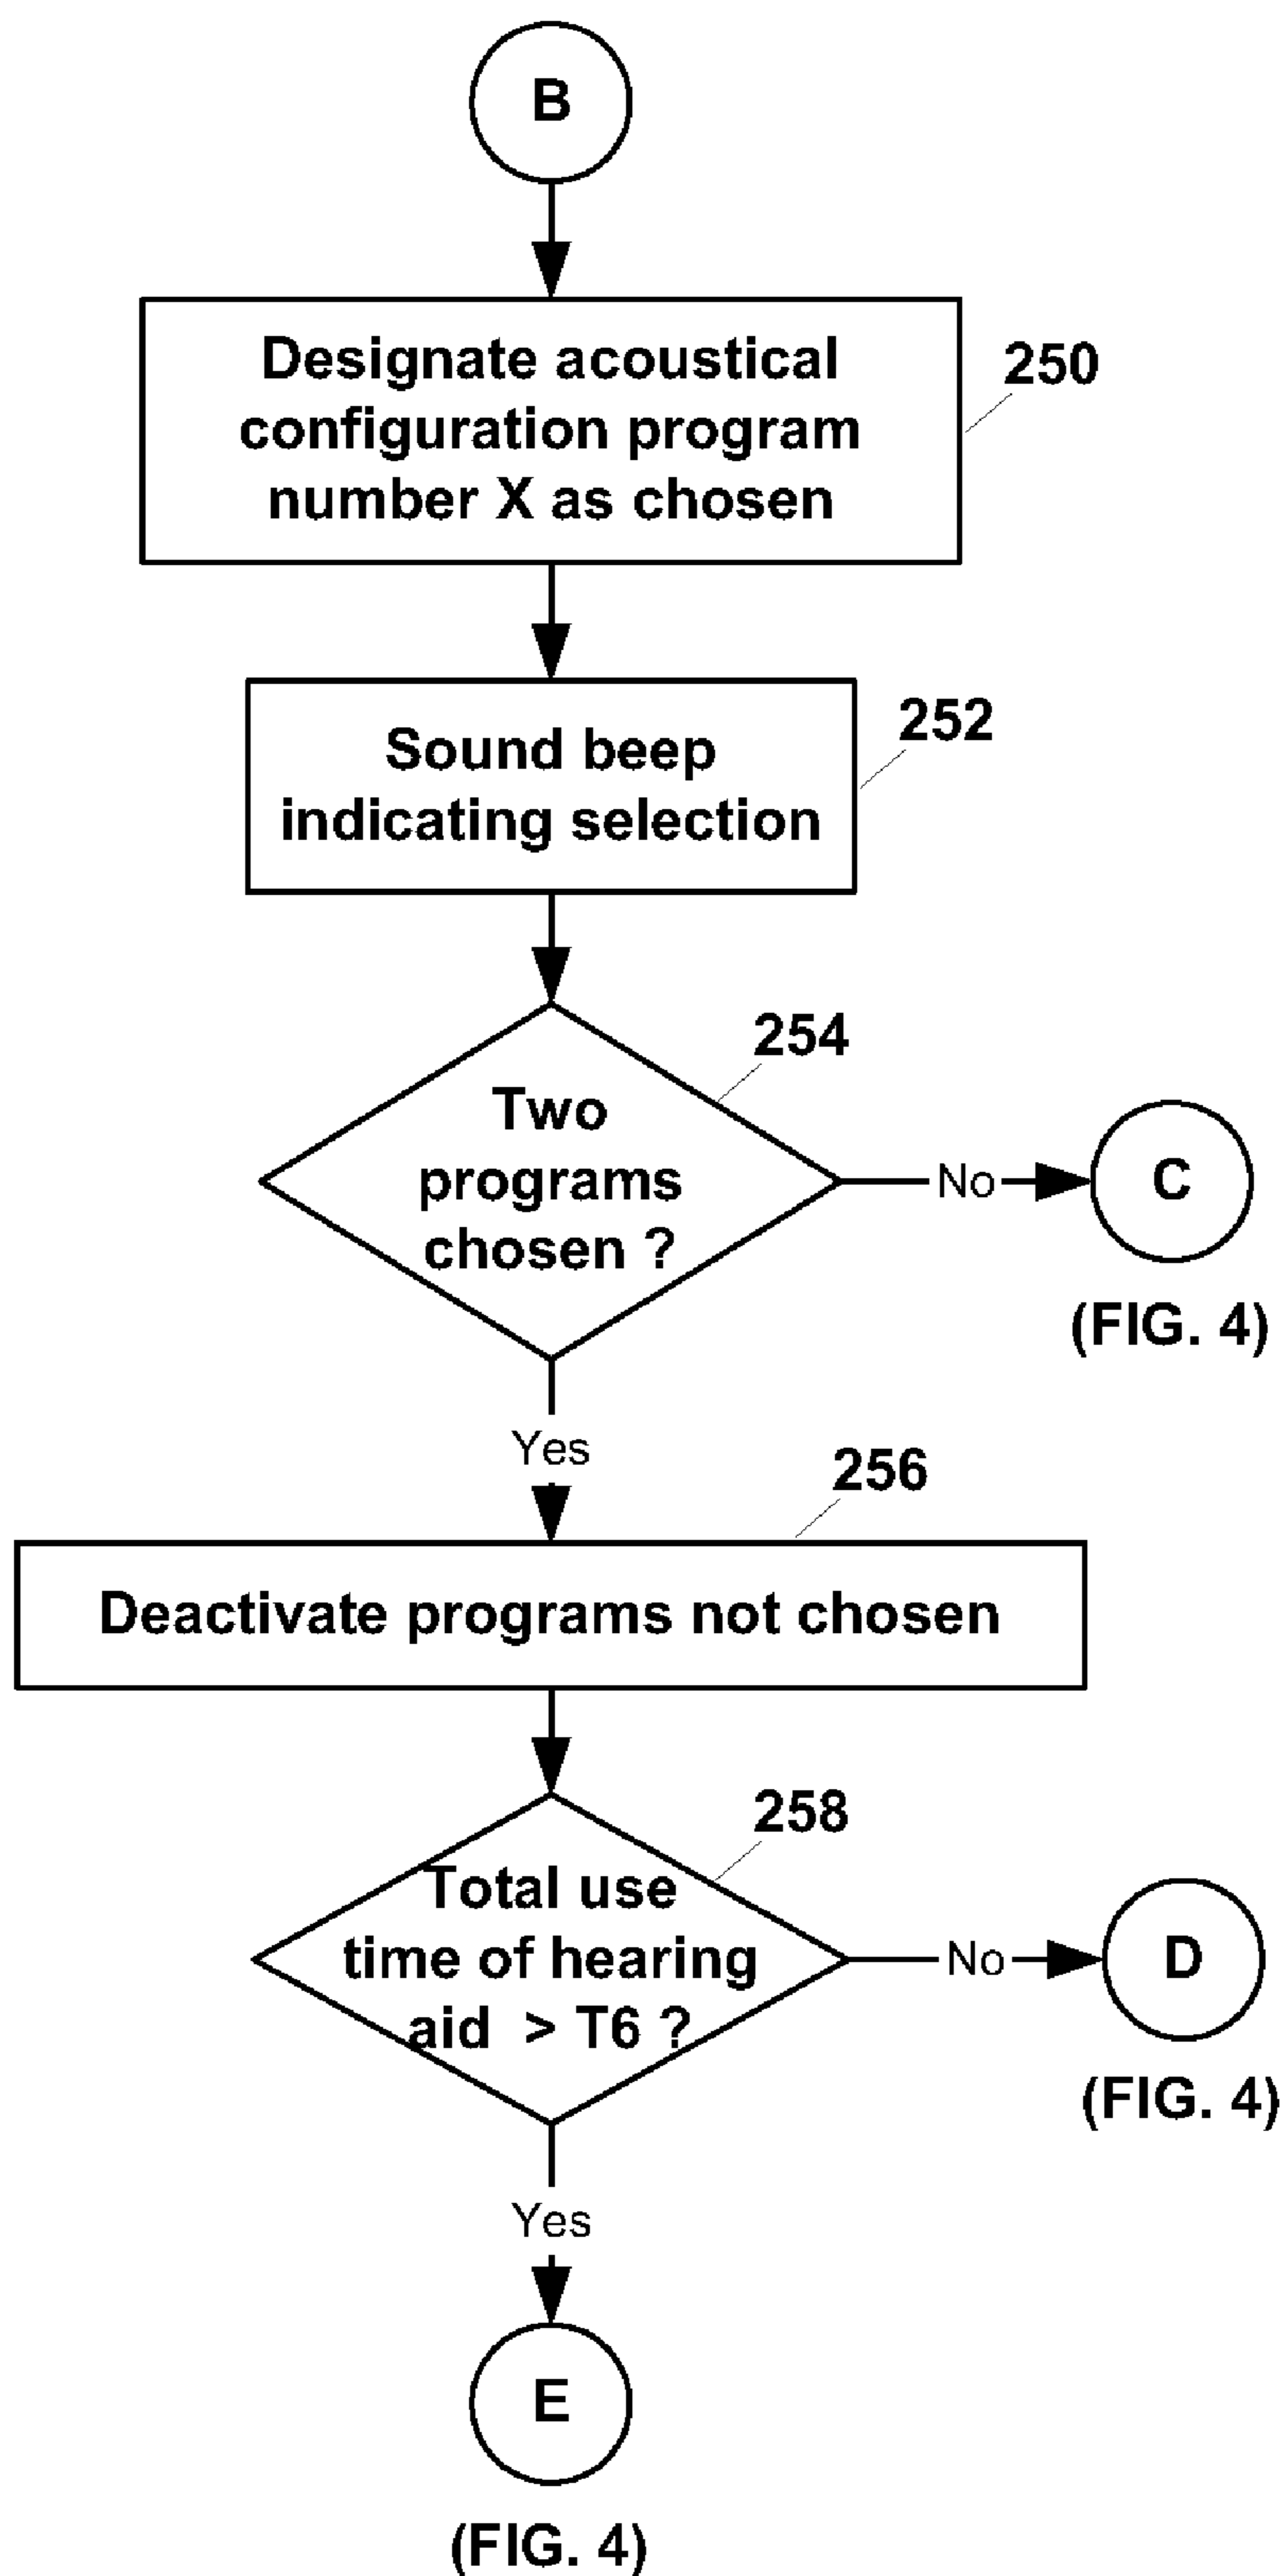 B
Designate acoustical
configuration program
number X as chosen
250
Sound beep
indicating selection
252
254
Two
programs
chosen ?
No
C
(FIG. 4)
Yes
256
Deactivate programs not chosen
258
Total use
time of hearing
aid > T6 ?
No
D
(FIG. 4)
Yes
E
(FIG. 4)